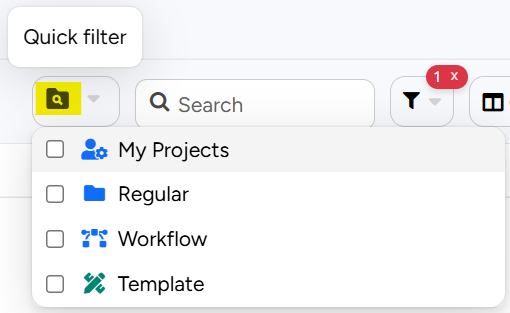 Quick filter
Search
1 x
My Projects
Regular
Workflow
Template